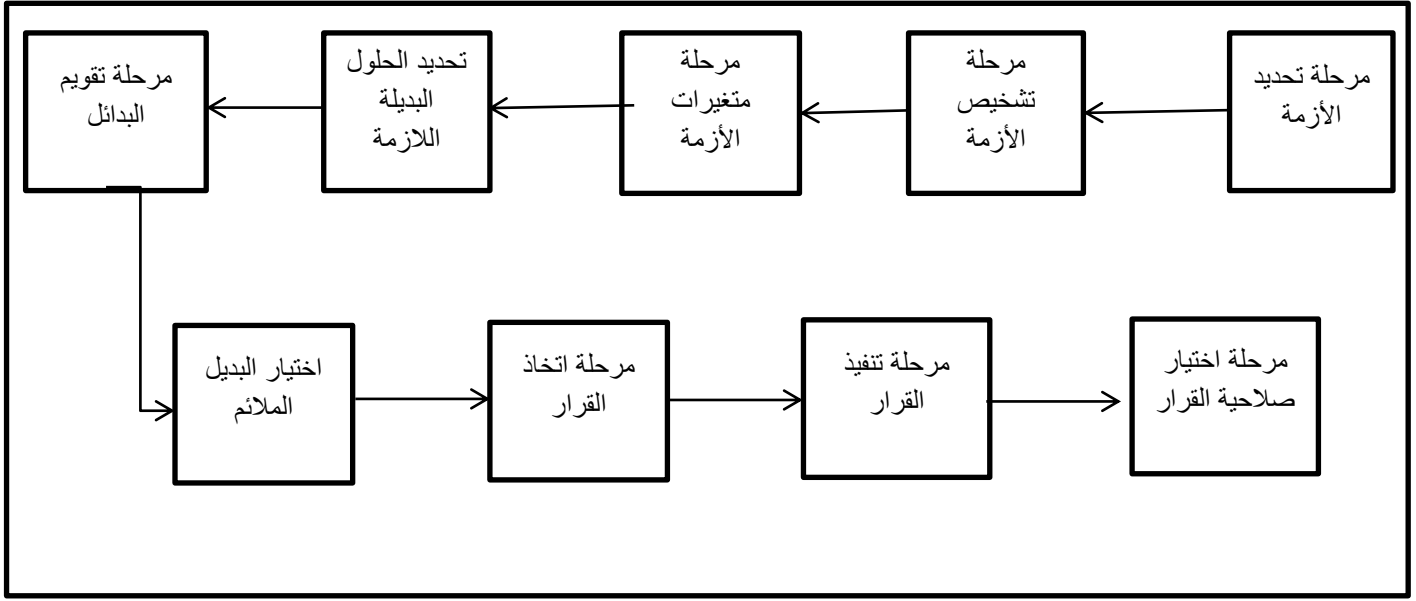 مرحلة تحديد
الأزمة
مرحلة
تشخيص
الأزمة
مرحلة
متغيرات
الأزمة
تحديد الحلول
البديلة
اللازمة
مرحلة تقويم
البدائل
اختيار البديل
الملائم
مرحلة اتخاذ
القرار
مرحلة تنفيذ
القرار
مرحلة اختيار
صلاحية القرار